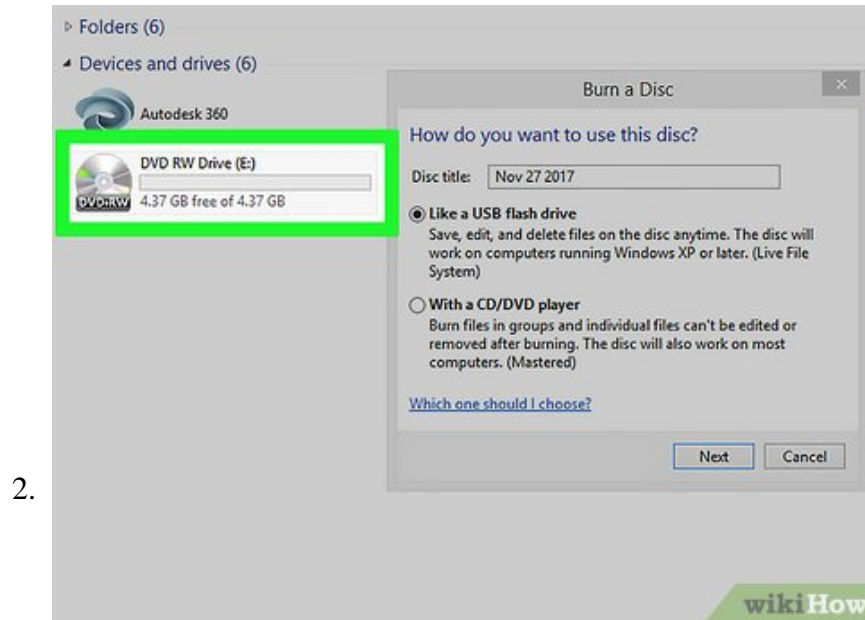 Folders (6)
Devices and drives (6)
Autodesk 360
DVD RW Drive (E:)
DVD-RW
4.37 GB free of 4.37 GB
Burn a Disc
How do you want to use this disc?
Disc title: Nov 27 2017
Like a USB flash drive
Save, edit, and delete files on the disc anytime. The disc will
work on computers running Windows XP or later. (Live File
System)
With a CD/DVD player
Burn files in groups and individual files can't be edited or
removed after burning. The disc will also work on most
computers. (Mastered)
Which one should I choose?
Next Cancel
2.
wikiHow